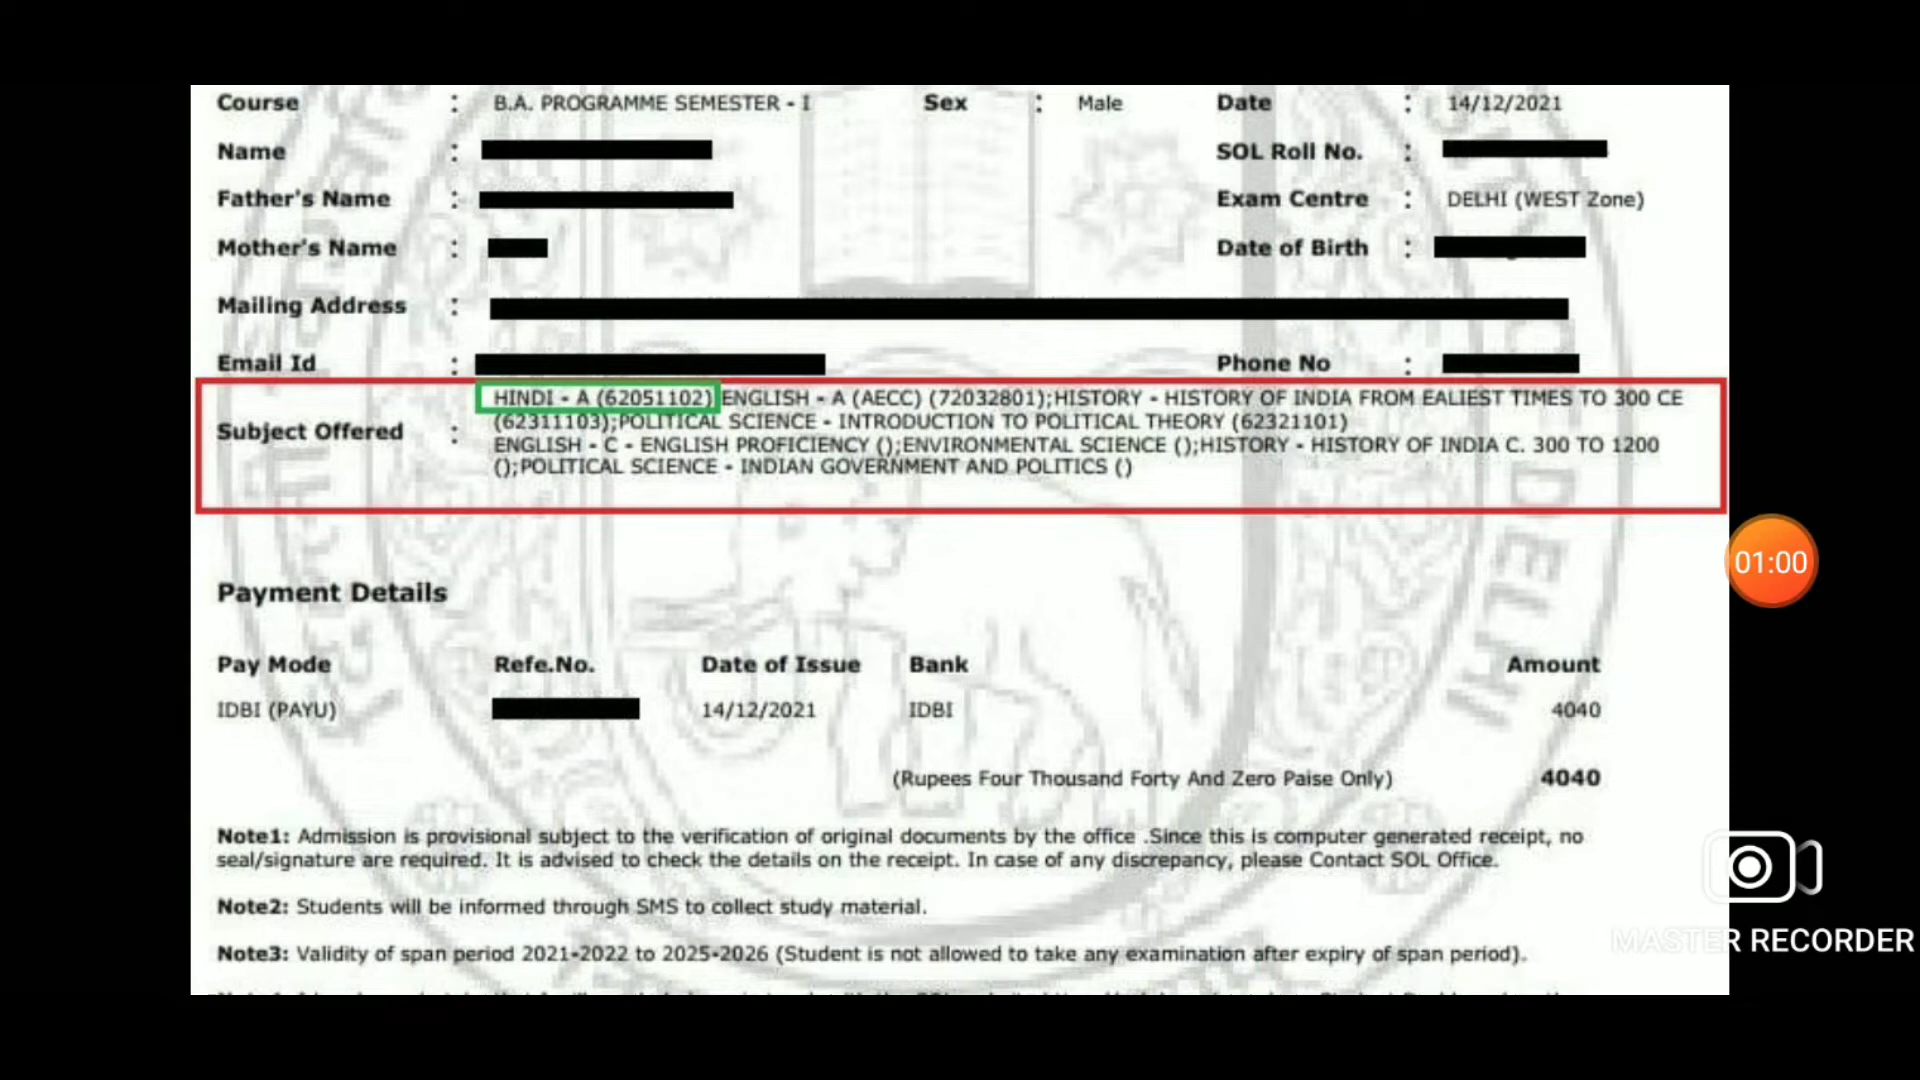 Course : B.A. PROGRAMME SEMESTER - I Sex : Male Date : 14/12/2021
Name : SOL Roll No. :
Father's Name : Exam Centre : DELHI (WEST Zone)
Mother's Name : Date of Birth :
Mailing Address :
Email Id : Phone No :
Subject Offered :
HINDI - A (62051102) ENGLISH - A (AECC) (72032801);HISTORY - HISTORY OF INDIA FROM EALIEST TIMES TO 300 CE
(62311103);POLITICAL SCIENCE - INTRODUCTION TO POLITICAL THEORY (62321101)
ENGLISH - C - ENGLISH PROFICIENCY ();ENVIRONMENTAL SCIENCE ();HISTORY - HISTORY OF INDIA C. 300 TO 1200
();POLITICAL SCIENCE - INDIAN GOVERNMENT AND POLITICS ()
01:00
Payment Details
Pay Mode Refe.No. Date of Issue Bank Amount
IDBI (PAYU) 14/12/2021 IDBI 4040
(Rupees Four Thousand Forty And Zero Paise Only) 4040
Note1: Admission is provisional subject to the verification of original documents by the office .Since this is computer generated receipt, no
seal/signature are required. It is advised to check the details on the receipt. In case of any discrepancy, please Contact SOL Office.
Note2: Students will be informed through SMS to collect study material.
MASTER RECORDER
Note3: Validity of span period 2021-2022 to 2025-2026 (Student is not allowed to take any examination after expiry of span period).
DELHI